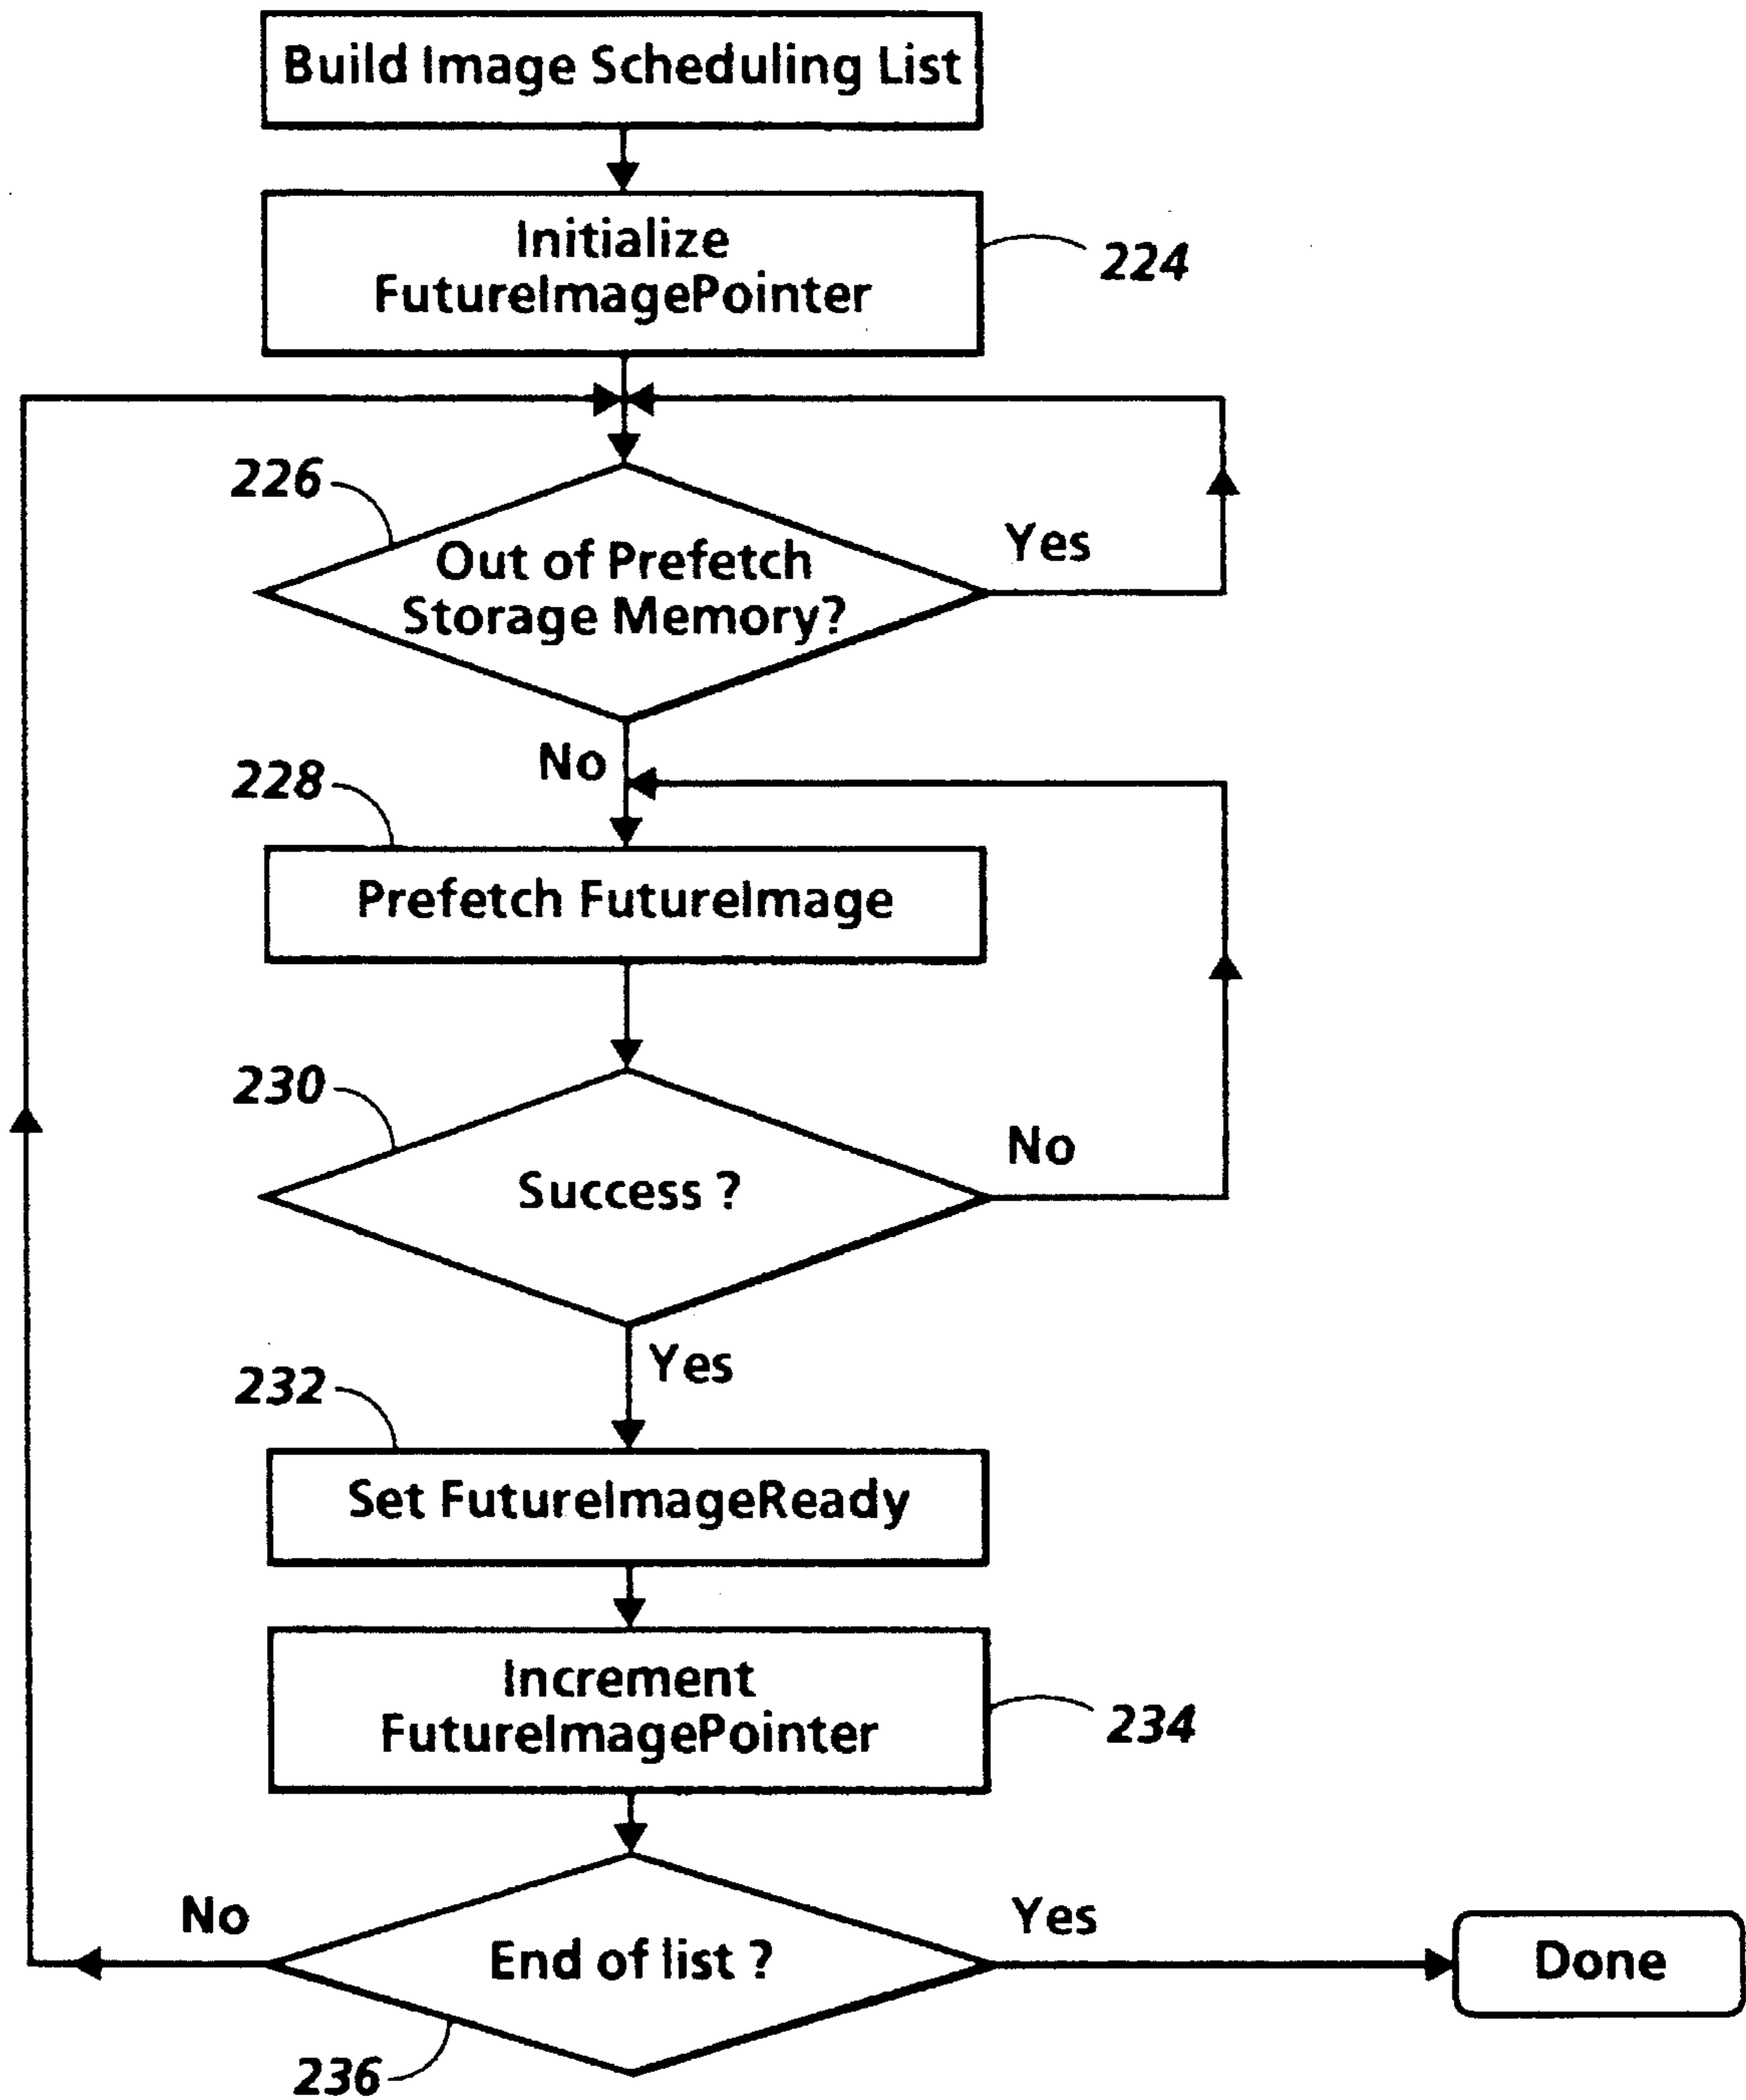 Build Image Scheduling List
Initialize
FutureImagePointer
224
226
Out of Prefetch
Storage Memory?
Yes
No
228
Prefetch FutureImage
230
Success ?
No
Yes
232
Set FutureImageReady
Increment
FutureImagePointer
234
No
End of list ?
Yes
Done
236